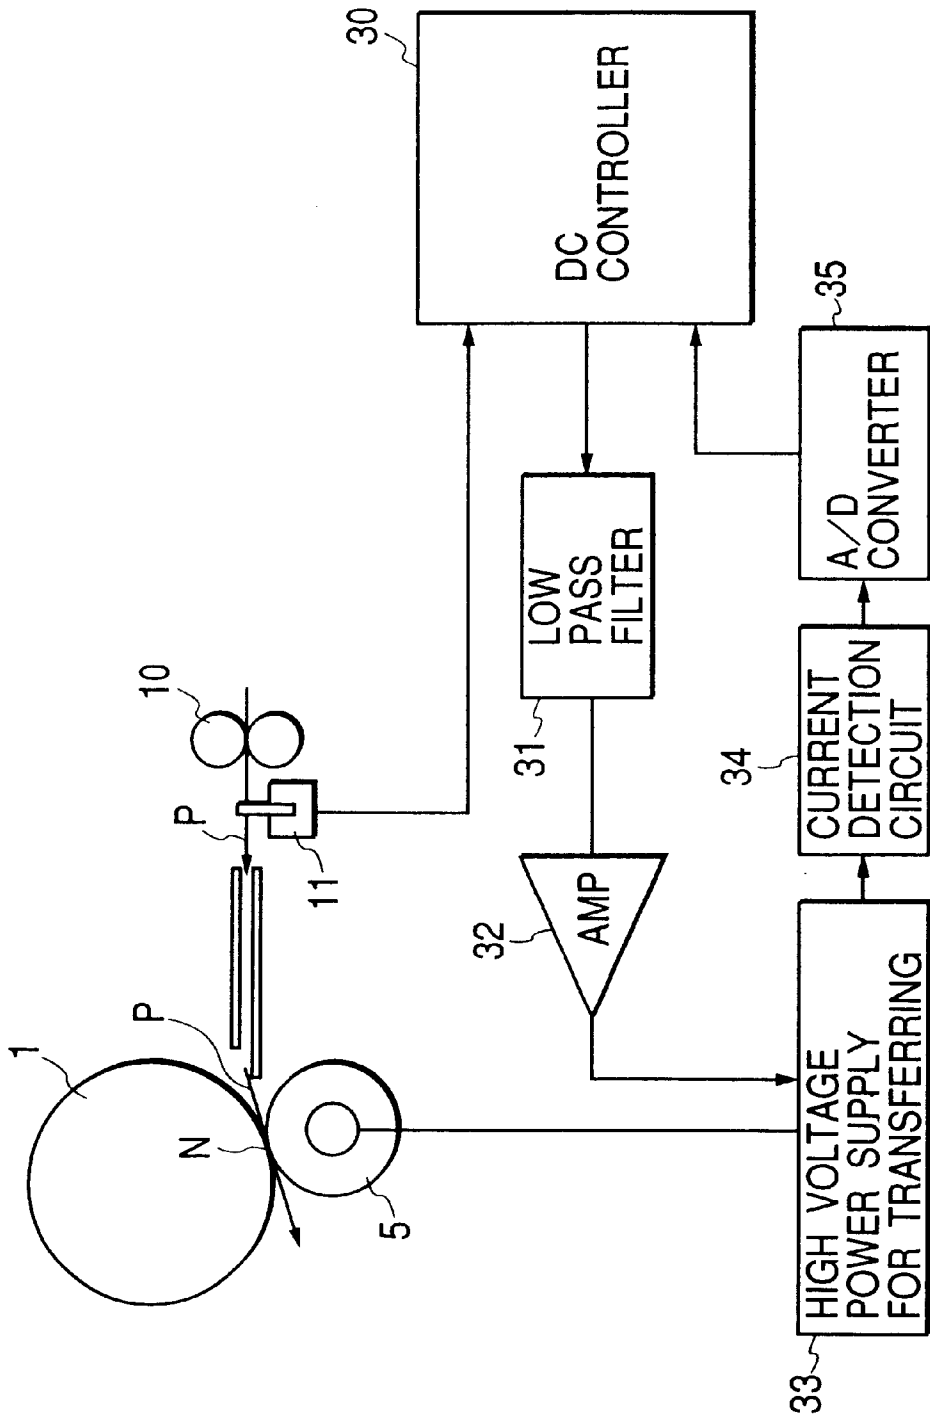 1
P
P
10
N
5
11
30
DC
CONTROLLER
31
LOW
PASS
FILTER
32
AMP
33
HIGH VOLTAGE
POWER SUPPLY
FOR TRANSFERRING
34
CURRENT
DETECTION
CIRCUIT
35
A/D
CONVERTER